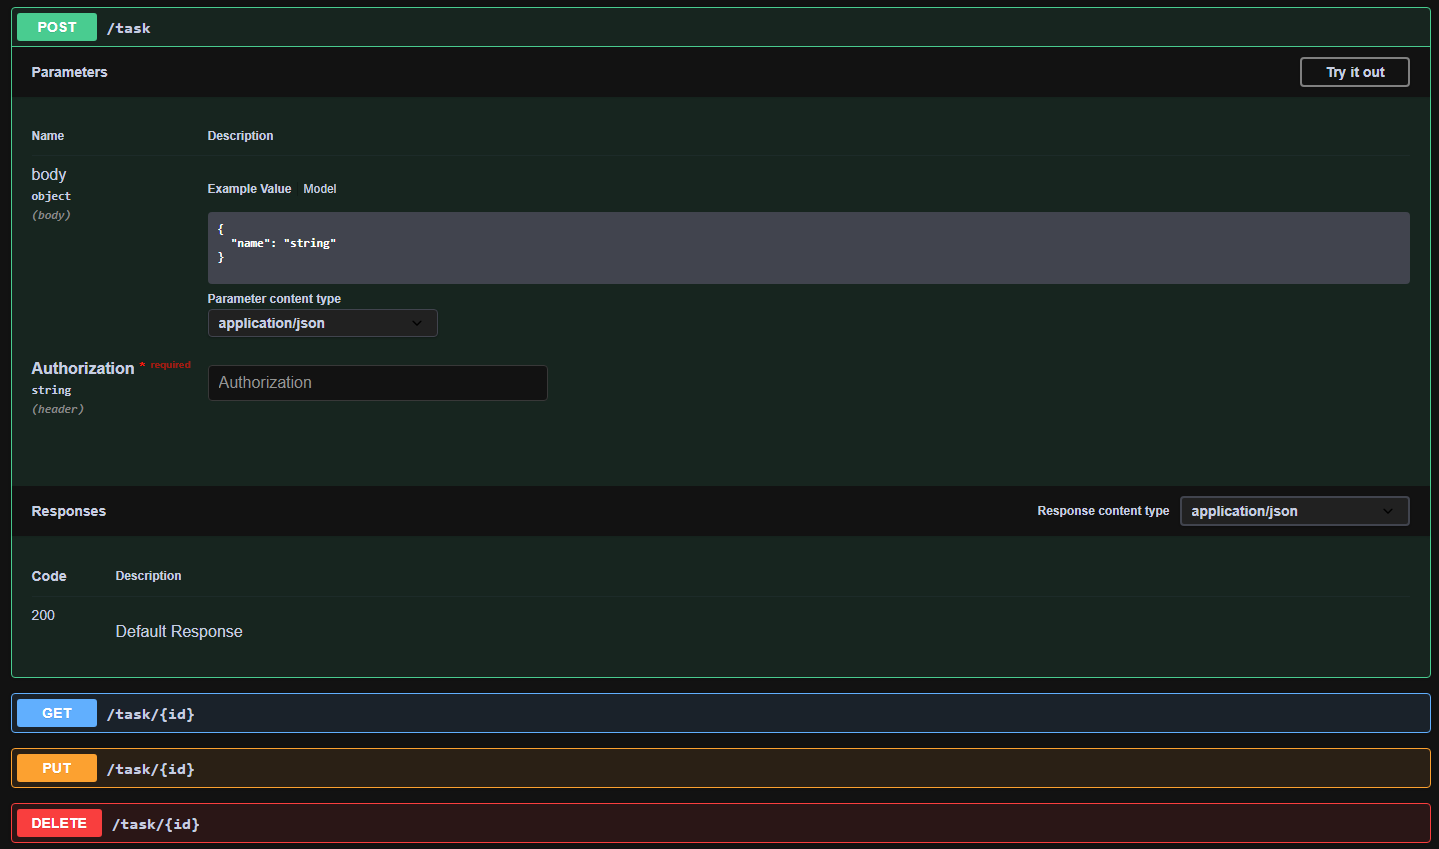 POST /task
Parameters Try it out
Name Description
body
object
(body)
Example Value Model
{
  "name": "string"
}
Parameter content type
application/json
Authorization * required
string
(header)
Authorization
Responses Response content type application/json
Code Description
200
Default Response
GET /task/{id}
PUT /task/{id}
DELETE /task/{id}